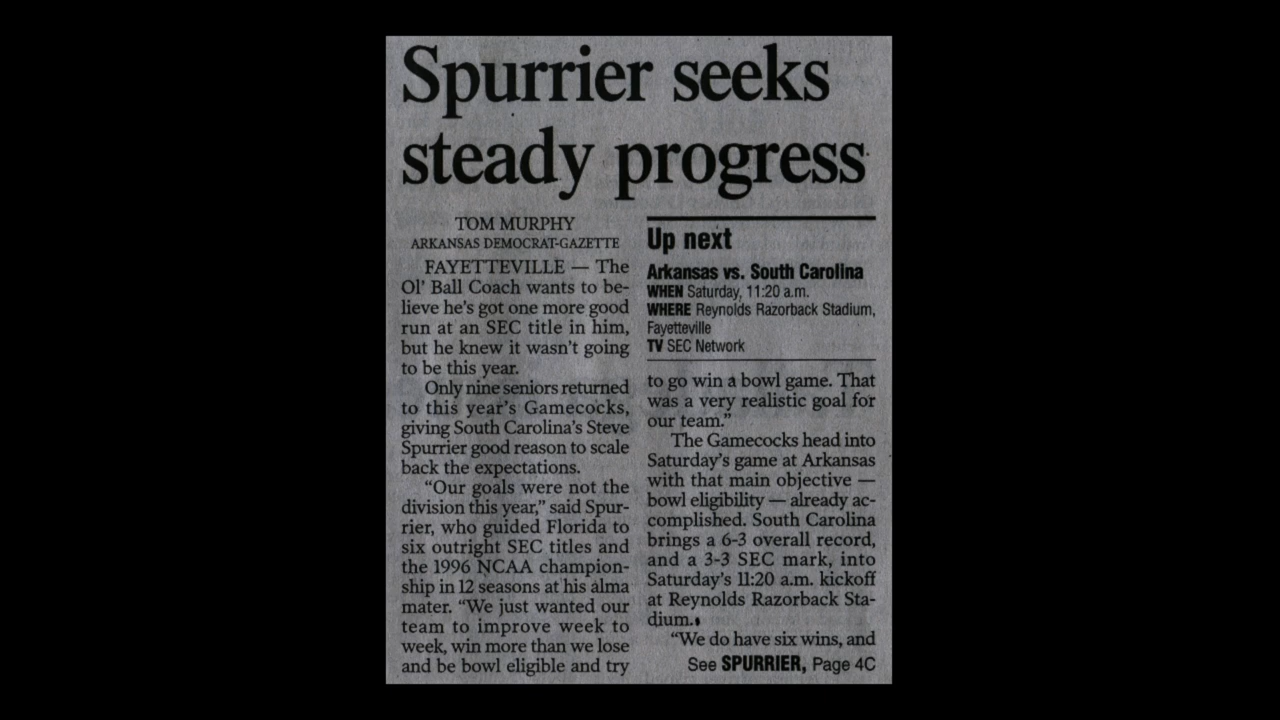 Spurrier seeks
steady progress
TOM MURPHY
ARKANSAS DEMOCRAT-GAZETTE
FAYETTEVILLE — The
Ol' Ball Coach wants to be-
lieve he's got one more good
run at an SEC title in him,
but he knew it wasn't going
to be this year.
Only nine seniors returned
to this year's Gamecocks,
giving South Carolina's Steve
Spurrier good reason to scale
back the expectations.
"Our goals were not the
division this year," said Spur-
rier, who guided Florida to
six outright SEC titles and
the 1996 NCAA champion-
ship in 12 seasons at his alma
mater. "We just wanted our
team to improve week to
week, win more than we lose
and be bowl eligible and try
Up next
Arkansas vs. South Carolina
WHEN Saturday, 11:20 a.m.
WHERE Reynolds Razorback Stadium,
Fayetteville
TV SEC Network
to go win a bowl game. That
was a very realistic goal for
our team."
The Gamecocks head into
Saturday's game at Arkansas
with that main objective —
bowl eligibility — already ac-
complished. South Carolina
brings a 6-3 overall record,
and a 3-3 SEC mark, into
Saturday's 11:20 a.m. kickoff
at Reynolds Razorback Sta-
dium.
"We do have six wins, and
See SPURRIER, Page 4C